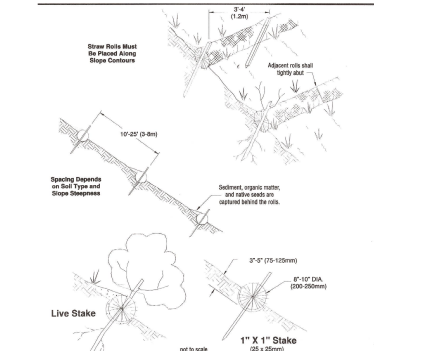 3'-4'
(1.2m)
Straw Rolls Must
Be Placed Along
Slope Contours
Adjacent rolls shall
tightly abut
10'-25' (3-8m)
Spacing Depends
on Soil Type and
Slope Steepness
Sediment, organic matter,
and native seeds are
captured behind the rolls.
3"-5" (75-125mm)
8"-10" DIA.
(200-250mm)
Live Stake
1" X 1" Stake
(25 x 25mm)
not to scale